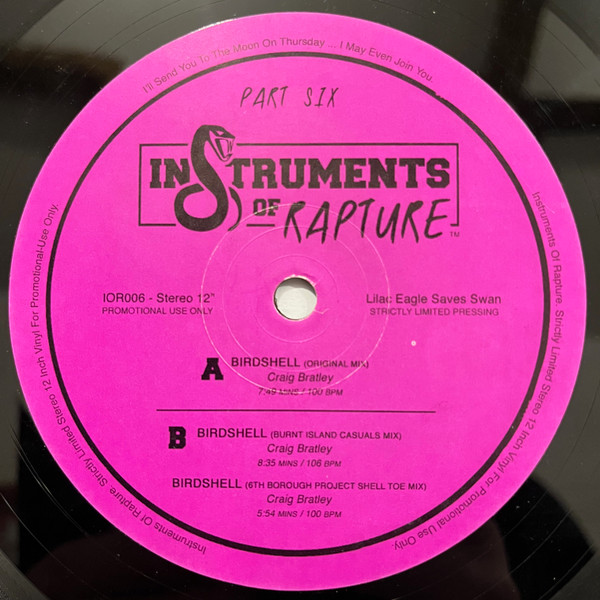 I'll Send You To The Moon On Thursday ... I May Even Join You.
PART SIX
INSTRUMENTS
OF RAPTURE TM
IOR006 - Stereo 12"
PROMOTIONAL USE ONLY
Lilac Eagle Saves Swan
STRICTLY LIMITED PRESSING
A BIRDSHELL (ORIGINAL MIX)
Craig Bratley
7:49 MINS / 100 BPM
B BIRDSHELL (BURNT ISLAND CASUALS MIX)
Craig Bratley
8:35 MINS / 106 BPM
BIRDSHELL (6TH BOROUGH PROJECT SHELL TOE MIX)
Craig Bratley
5:54 MINS / 100 BPM
Instruments Of Rapture. Strictly Limited Stereo 12 Inch Vinyl For Promotional Use Only.
Instruments Of Rapture. Strictly Limited Stereo 12 Inch Vinyl For Promotional-Use Only.